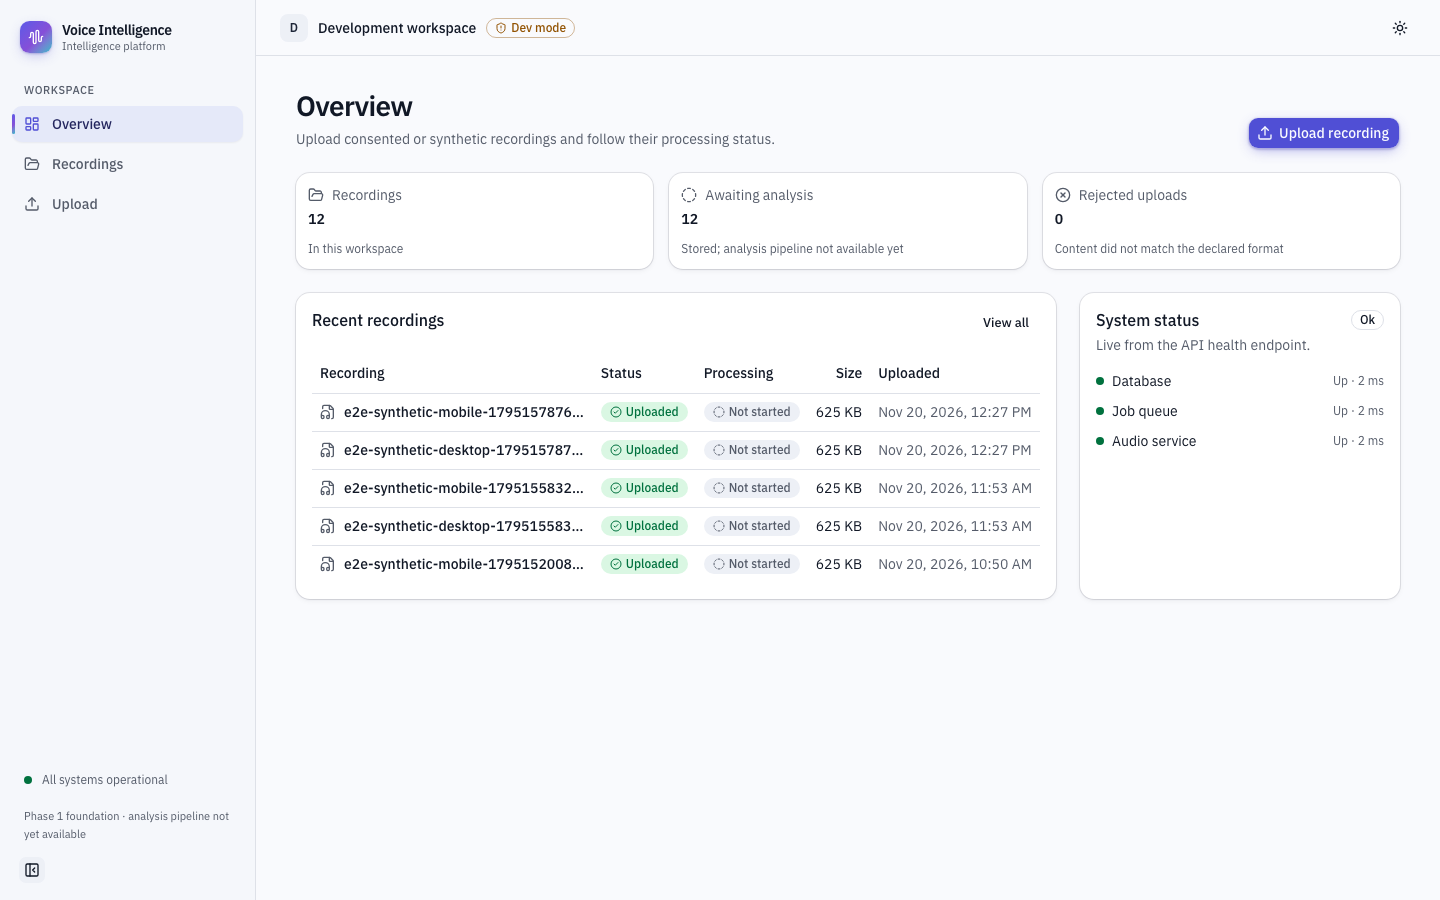 Voice Intelligence
Intelligence platform
WORKSPACE
Overview
Recordings
Upload
All systems operational
Phase 1 foundation · analysis pipeline not
yet available
D Development workspace Dev mode
Overview
Upload consented or synthetic recordings and follow their processing status.
Upload recording
Recordings
12
In this workspace
Awaiting analysis
12
Stored; analysis pipeline not available yet
Rejected uploads
0
Content did not match the declared format
Recent recordings View all
Recording Status Processing Size Uploaded
e2e-synthetic-mobile-1795157876... Uploaded Not started 625 KB Nov 20, 2026, 12:27 PM
e2e-synthetic-desktop-179515787... Uploaded Not started 625 KB Nov 20, 2026, 12:27 PM
e2e-synthetic-mobile-1795155832... Uploaded Not started 625 KB Nov 20, 2026, 11:53 AM
e2e-synthetic-desktop-179515583... Uploaded Not started 625 KB Nov 20, 2026, 11:53 AM
e2e-synthetic-mobile-1795152008... Uploaded Not started 625 KB Nov 20, 2026, 10:50 AM
System status Ok
Live from the API health endpoint.
Database Up · 2 ms
Job queue Up · 2 ms
Audio service Up · 2 ms